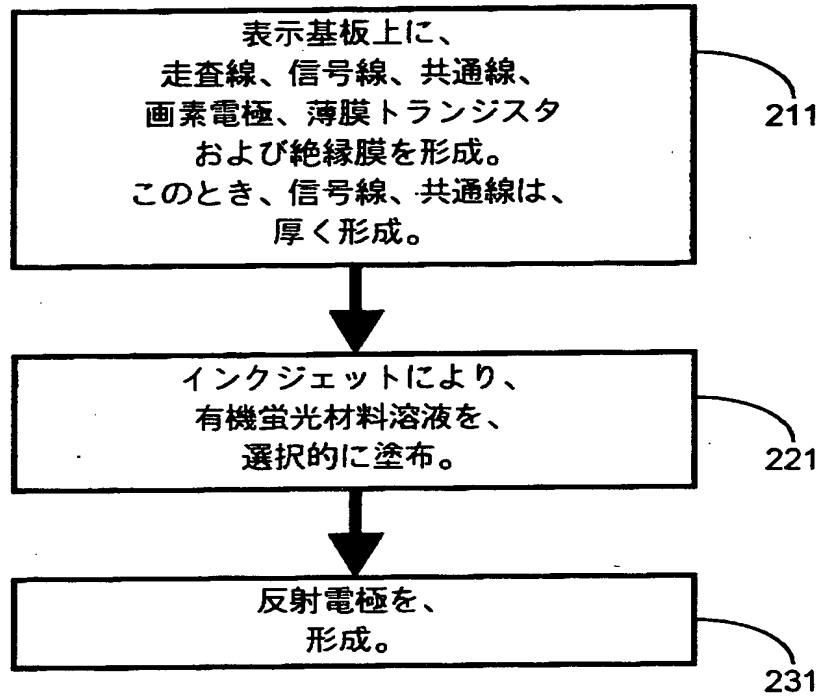 表示基板上に、
走査線、信号線、共通線、
画素電極、薄膜トランジスタ
および絶縁膜を形成。
このとき、信号線、共通線は、
厚く形成。
211
インクジェットにより、
有機蛍光材料溶液を、
選択的に塗布。
221
反射電極を、
形成。
231